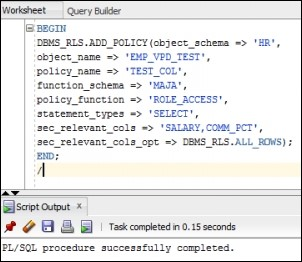 Worksheet Query Builder
BEGIN
DBMS_RLS.ADD_POLICY(object_schema => 'HR',
object_name => 'EMP_VPD_TEST',
policy_name => 'TEST_COL',
function_schema => 'MAJA',
policy_function => 'ROLE_ACCESS',
statement_types => 'SELECT',
sec_relevant_cols => 'SALARY,COMM_PCT',
sec_relevant_cols_opt => DBMS_RLS.ALL_ROWS);
END;
/
Script Output x
Task completed in 0.15 seconds
PL/SQL procedure successfully completed.